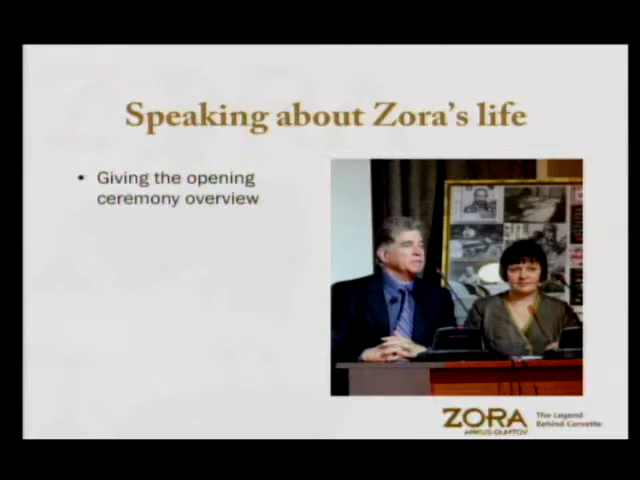 Speaking about Zora's life
• Giving the opening
ceremony overview
ZORA
ARKUS-DUNTOV
The Legend
Behind Corvette